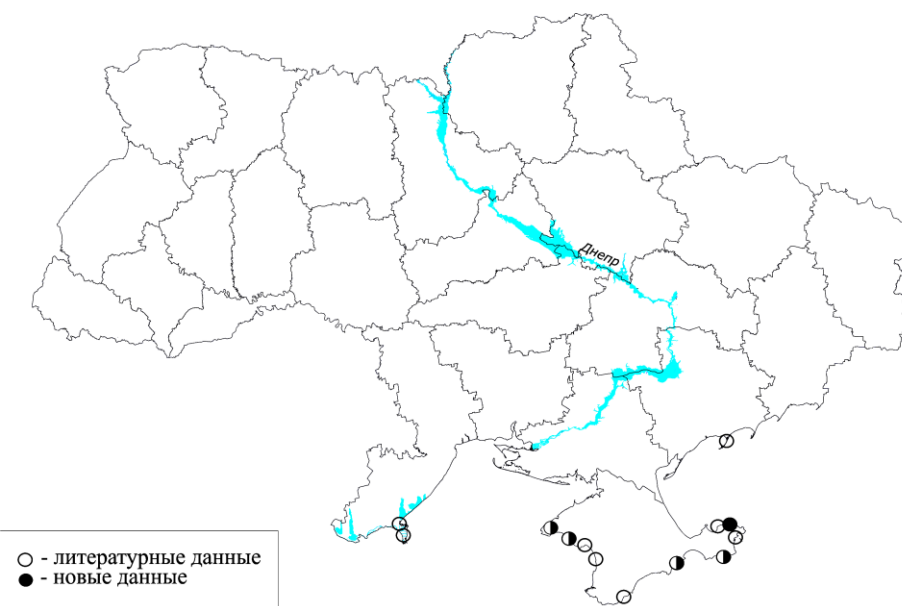 Днепр
- литературные данные
- новые данные